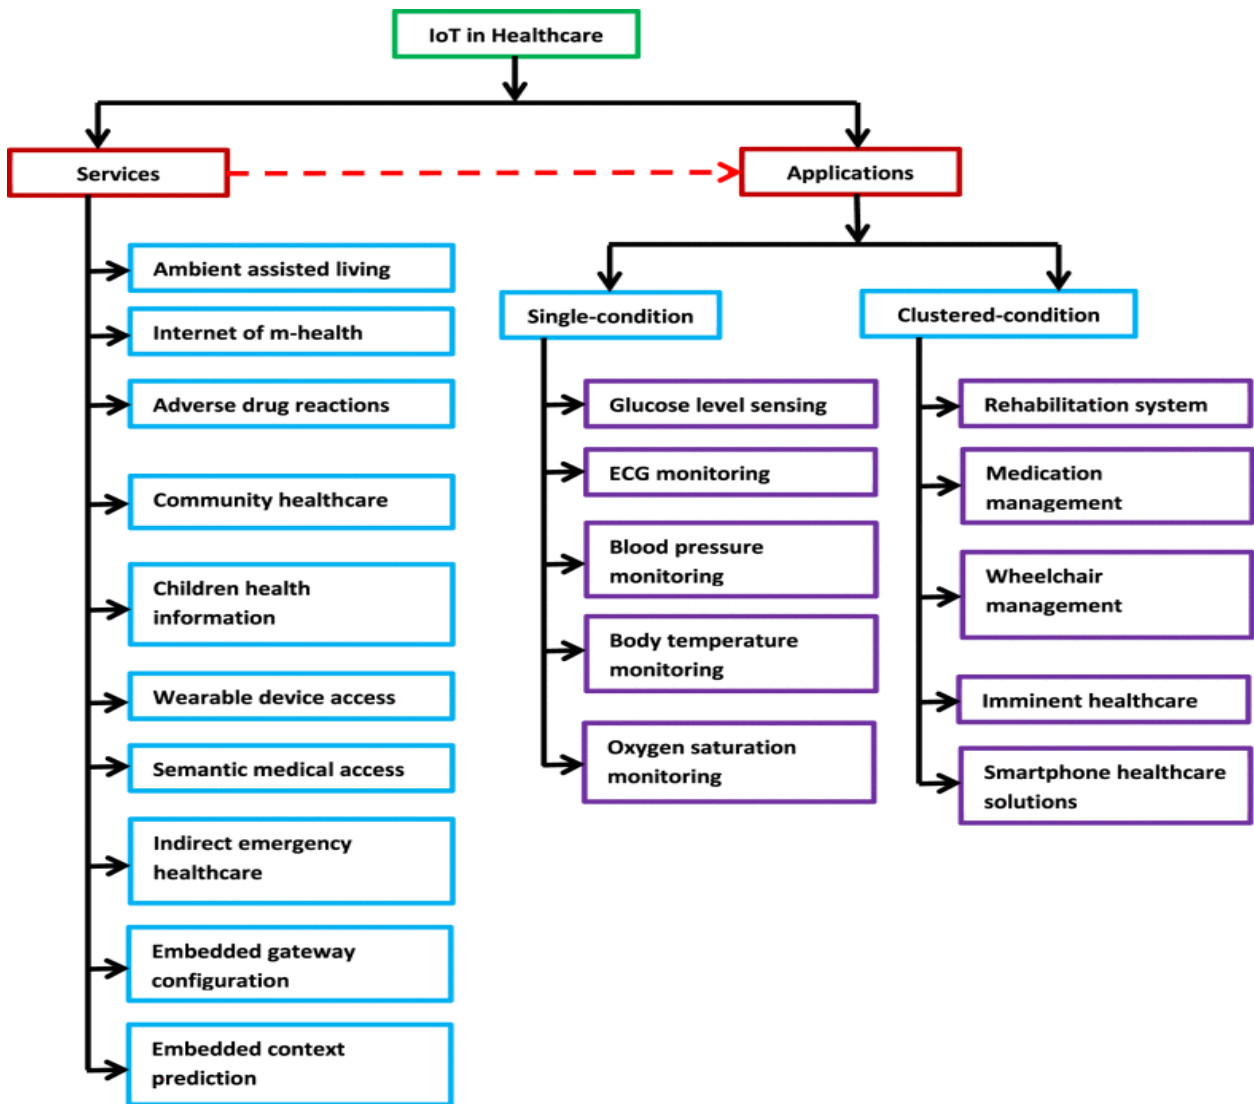 IoT in Healthcare
Services
Applications
Ambient assisted living
Internet of m-health
Adverse drug reactions
Community healthcare
Children health
information
Wearable device access
Semantic medical access
Indirect emergency
healthcare
Embedded gateway
configuration
Embedded context
prediction
Single-condition
Glucose level sensing
ECG monitoring
Blood pressure
monitoring
Body temperature
monitoring
Oxygen saturation
monitoring
Clustered-condition
Rehabilitation system
Medication
management
Wheelchair
management
Imminent healthcare
Smartphone healthcare
solutions